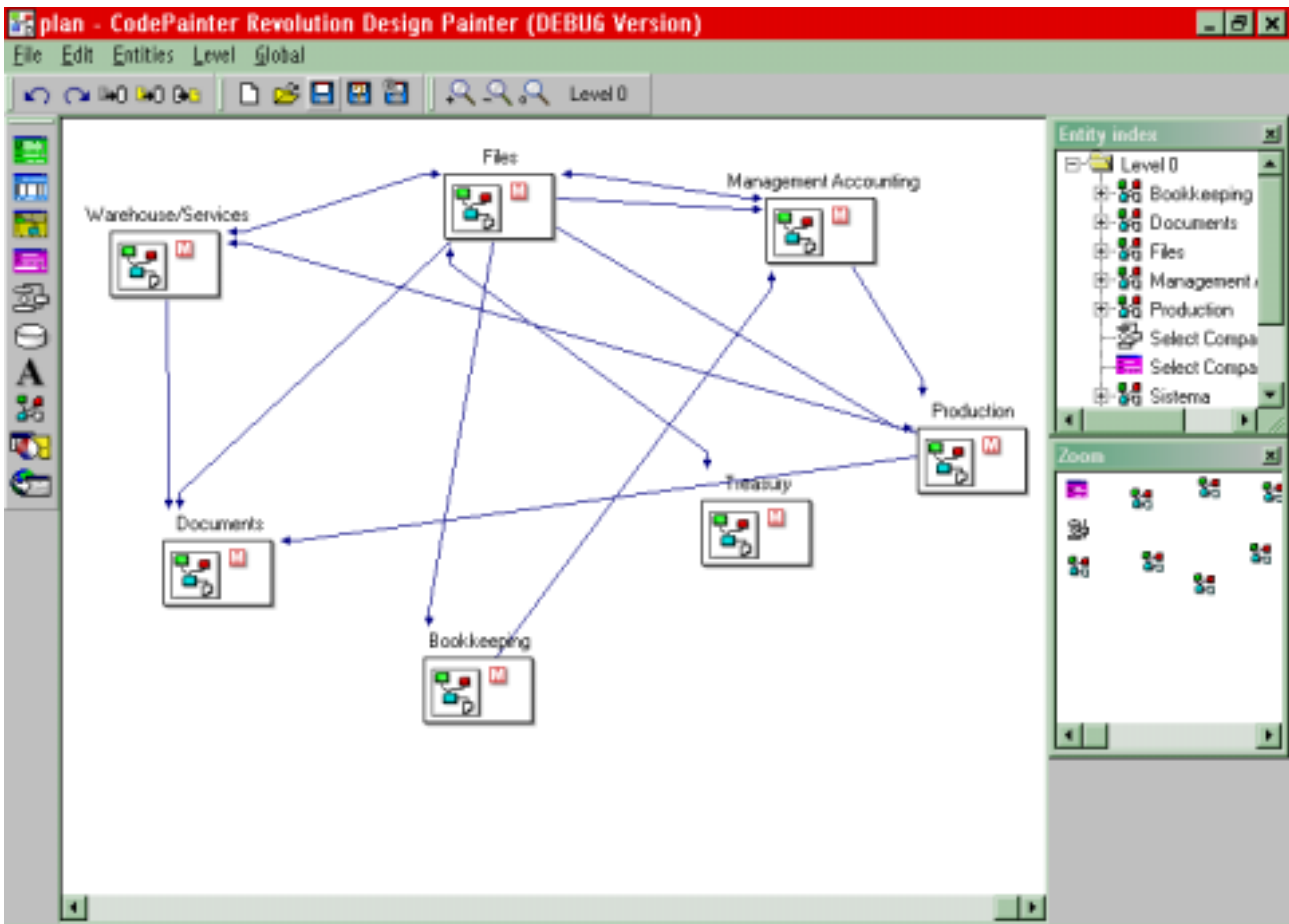 plan - CodePainter Revolution Design Painter (DEBUG Version)
File Edit Entities Level Global
Level 0
Files
Management Accounting
Warehouse/Services
M
M
M
Production
M
Treasury
M
Documents
M
Bookkeeping
M
A
Entity index
Level 0
Bookkeeping
Documents
Files
Management
Production
Select Compa
Select Compa
Sistema
Zoom